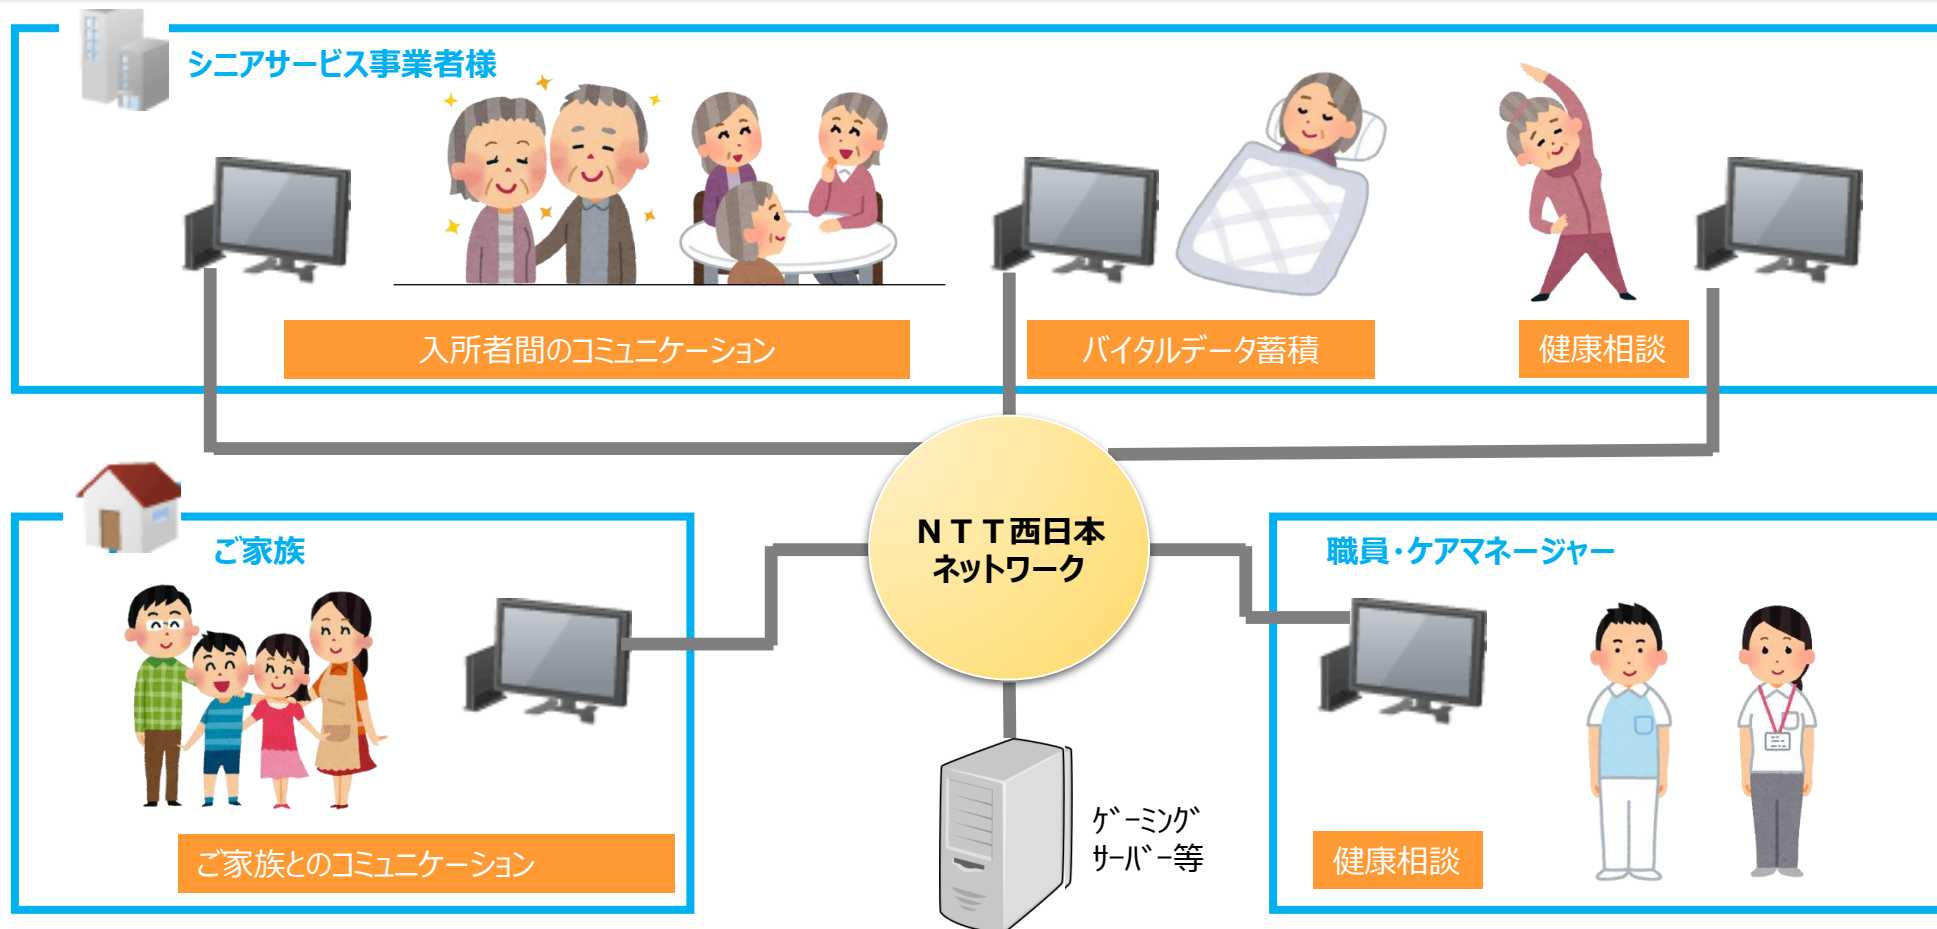 シニアサービス事業者様
入所者間のコミュニケーション
バイタルデータ蓄積
健康相談
NTT西日本
ネットワーク
ご家族
ご家族とのコミュニケーション
職員・ケアマネージャー
健康相談
ｹﾞｰﾐﾝｸﾞ
ｻｰﾊﾞｰ等